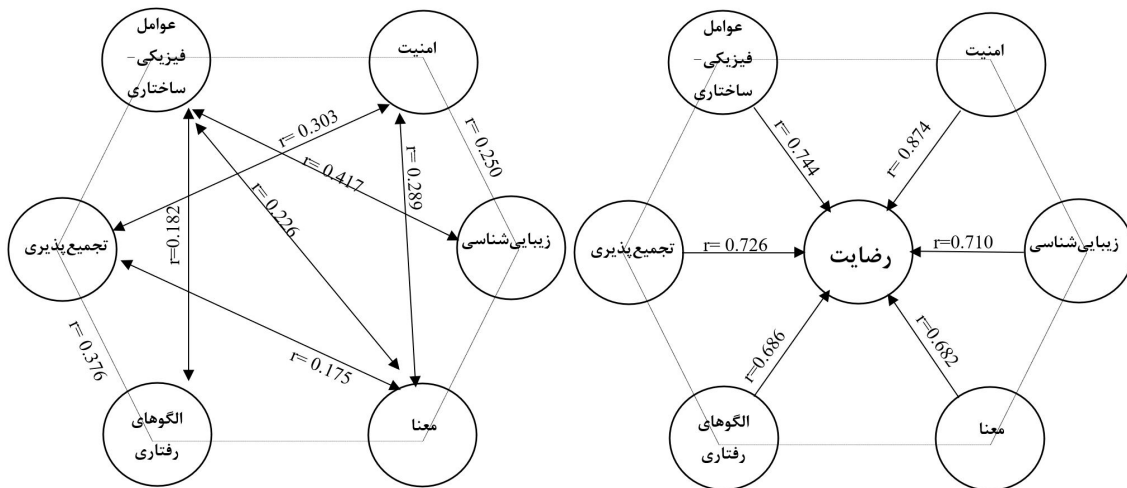 عوامل
فیزیکی-
ساختاری
امنیت
r= 0.303
r= 0.250
r= 0.417
r= 0.289
r= 0.226
r=0.182
تجمیع‌پذیری
زیبایی‌شناسی
r= 0.376
r= 0.175
الگوهای
رفتاری
معنا
عوامل
فیزیکی-
ساختاری
امنیت
r= 0.744
r= 0.874
تجمیع‌پذیری
r= 0.726
رضایت
r=0.710
زیبایی‌شناسی
r=0.686
r=0.682
الگوهای
رفتاری
معنا